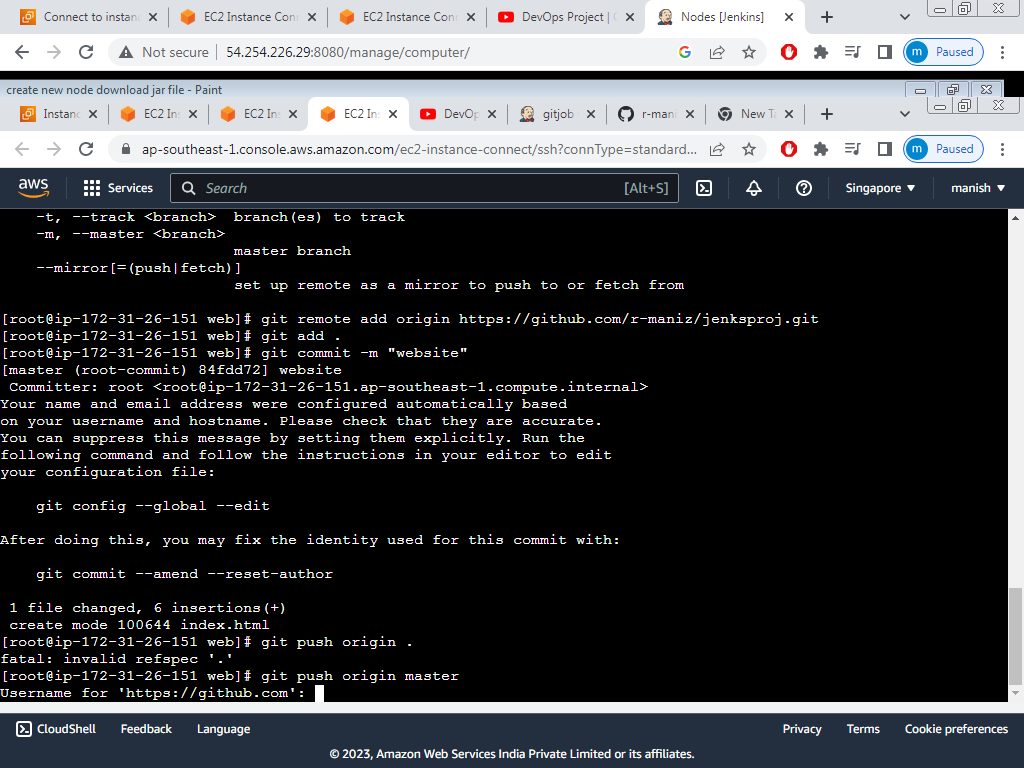 Connect to instan
EC2 Instance Con
EC2 Instance Con
DevOps Project |
Nodes [Jenkins]
Not secure
54.254.226.29:8080/manage/computer/
m Paused
create new node download jar file - Paint
Instanc
EC2 In
EC2 In
EC2 In
DevOp
gitjob
r-mani
New T
ap-southeast-1.console.aws.amazon.com/ec2-instance-connect/ssh?connType=standard...
m Paused
aws
Services
Search
[Alt+S]
Singapore ▼
manish ▼
-t, --track <branch>  branch(es) to track
-m, --master <branch>
master branch
--mirror[=(push|fetch)]
set up remote as a mirror to push to or fetch from
[root@ip-172-31-26-151 web]# git remote add origin https://github.com/r-maniz/jenksproj.git
[root@ip-172-31-26-151 web]# git add .
[root@ip-172-31-26-151 web]# git commit -m "website"
[master (root-commit) 84fdd72] website
Committer: root <root@ip-172-31-26-151.ap-southeast-1.compute.internal>
Your name and email address were configured automatically based
on your username and hostname. Please check that they are accurate.
You can suppress this message by setting them explicitly. Run the
following command and follow the instructions in your editor to edit
your configuration file:
git config --global --edit
After doing this, you may fix the identity used for this commit with:
git commit --amend --reset-author
1 file changed, 6 insertions(+)
create mode 100644 index.html
[root@ip-172-31-26-151 web]# git push origin .
fatal: invalid refspec '.'
[root@ip-172-31-26-151 web]# git push origin master
Username for 'https://github.com':
CloudShell
Feedback
Language
Privacy
Terms
Cookie preferences
© 2023, Amazon Web Services India Private Limited or its affiliates.